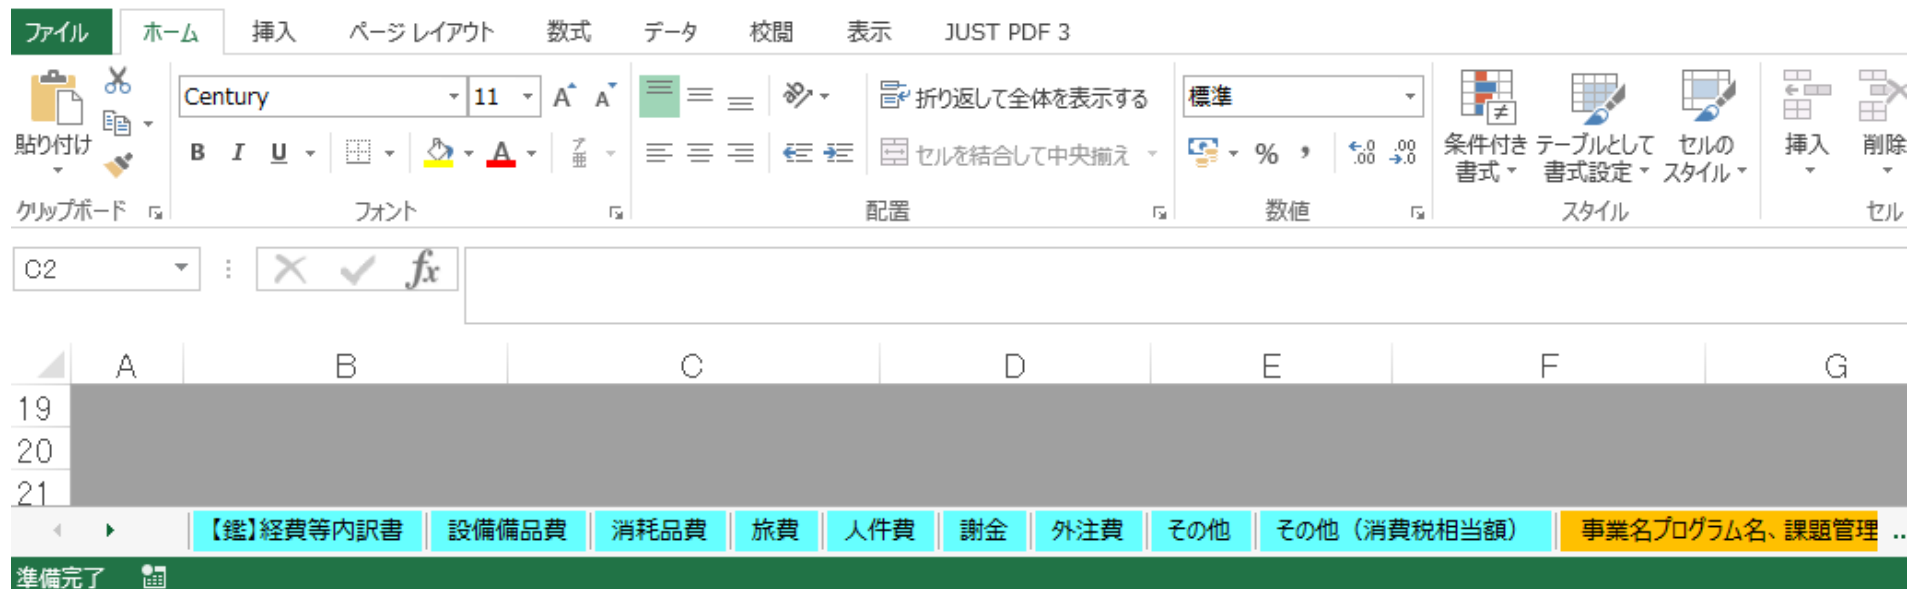 ファイル ホーム 挿入 ページ レイアウト 数式 データ 校閲 表示 JUST PDF 3
Century 11 A A 折り返して全体を表示する 標準
貼り付け B I U A ア亜 セルを結合して中央揃え % , .0 .00 .00 .0 条件付き テーブルとして セルの 挿入 削除
書式 書式設定 スタイル
クリップボード フォント 配置 数値 スタイル セル
C2 fx
A B C D E F G
19
20
21
【鑑】経費等内訳書 設備備品費 消耗品費 旅費 人件費 謝金 外注費 その他 その他（消費税相当額） 事業名プログラム名、課題管理 ...
準備完了